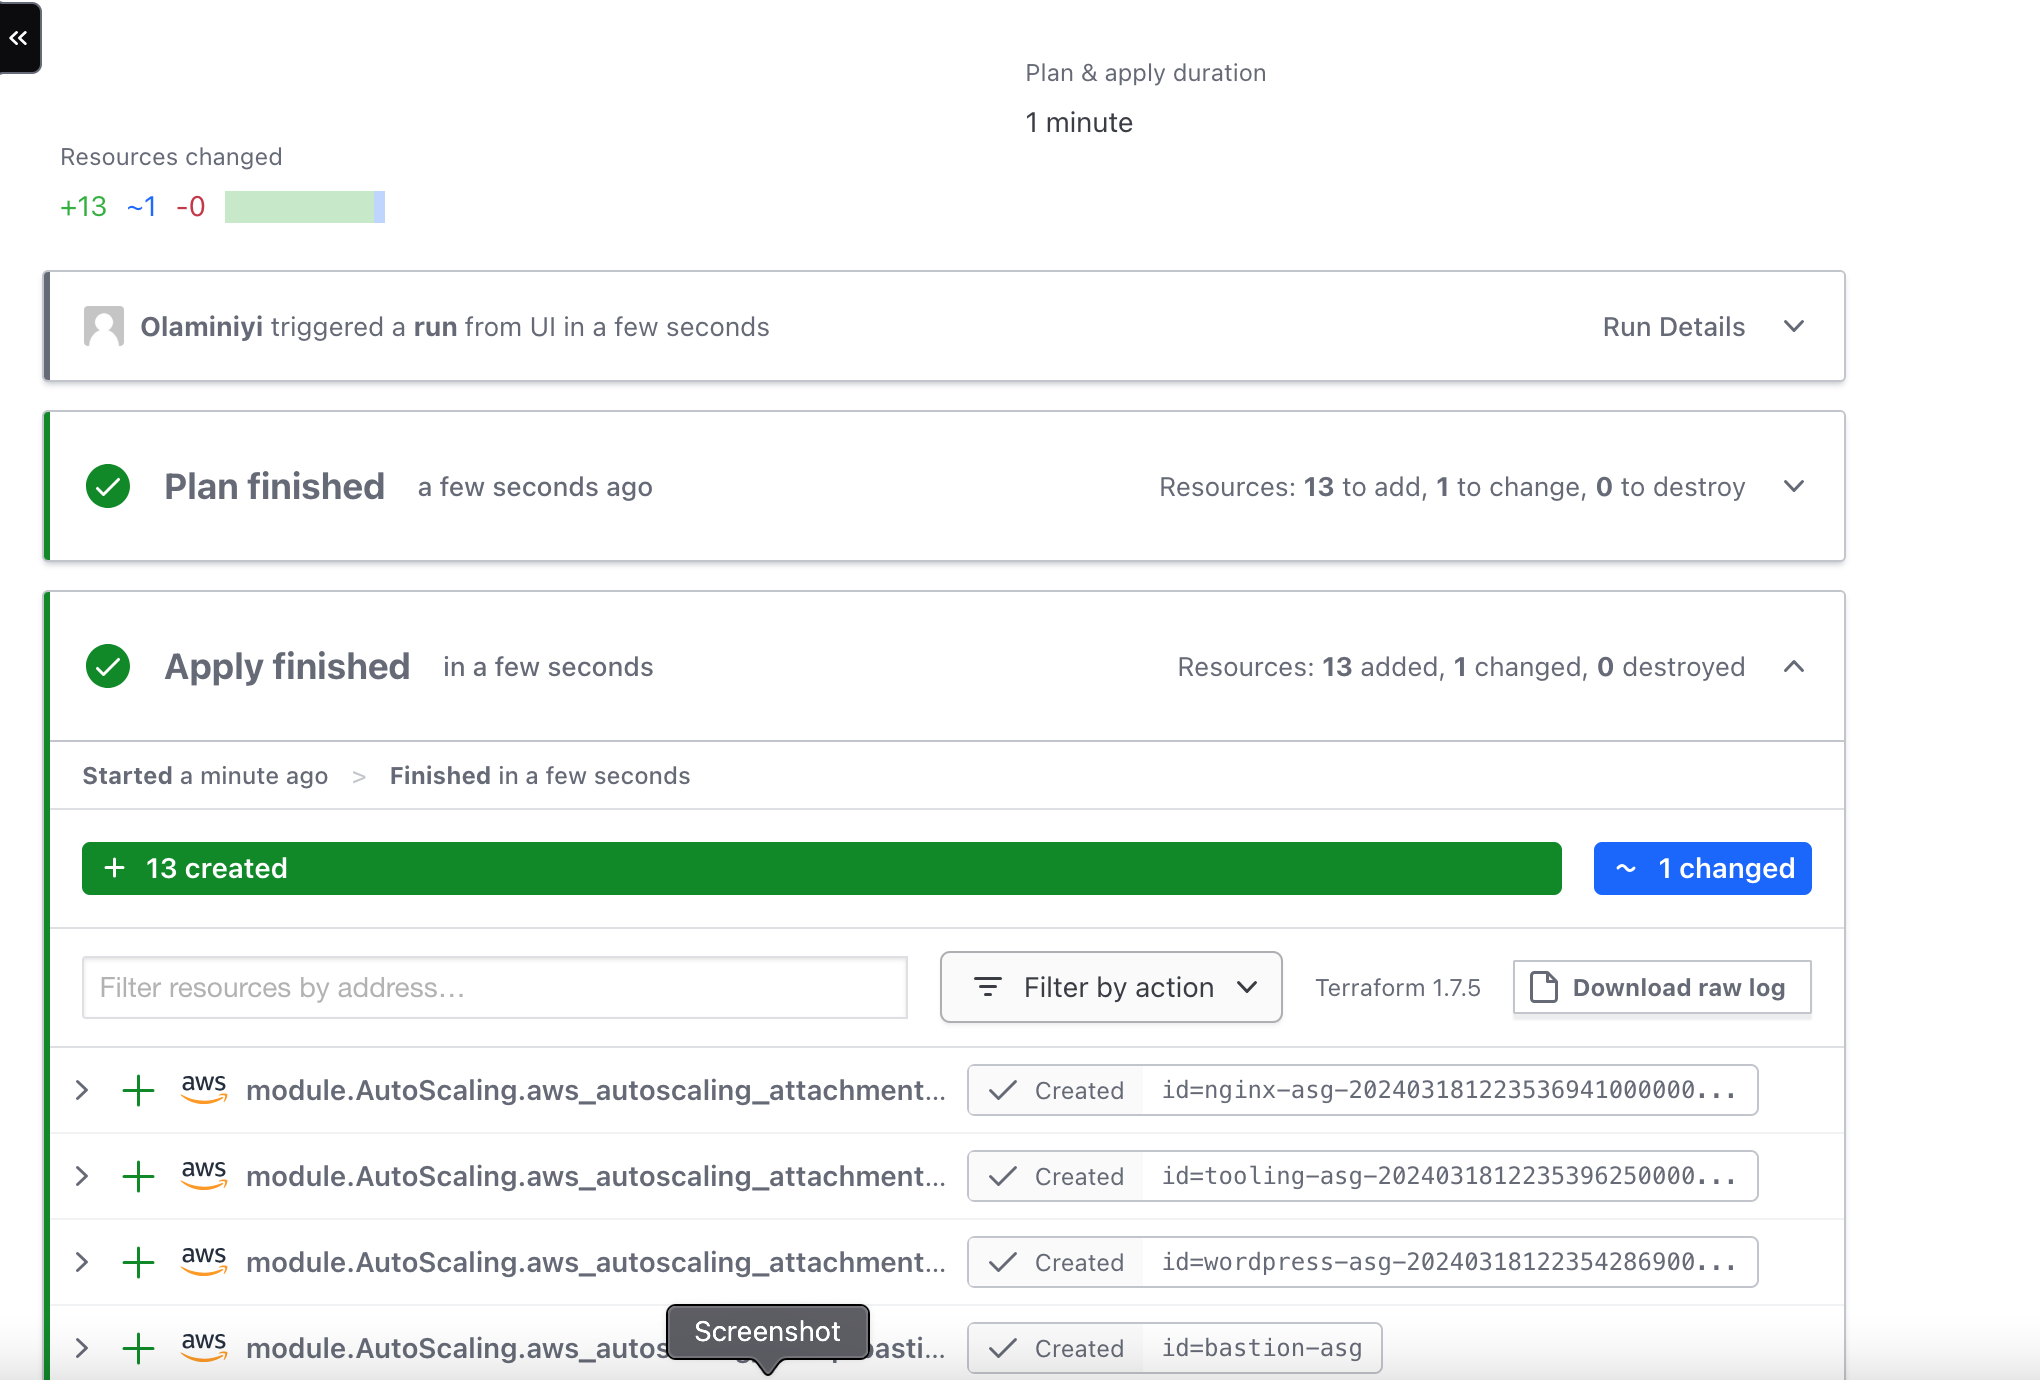 Plan & apply duration
1 minute
Resources changed
+13 ~1 -0
Olaminiyi triggered a run from UI in a few seconds Run Details
Plan finished a few seconds ago Resources: 13 to add, 1 to change, 0 to destroy
Apply finished in a few seconds Resources: 13 added, 1 changed, 0 destroyed
Started a minute ago > Finished in a few seconds
+ 13 created ~ 1 changed
Filter resources by address... Filter by action Terraform 1.7.5 Download raw log
aws module.AutoScaling.aws_autoscaling_attachment... Created id=nginx-asg-20240318122353694100000​0...
aws module.AutoScaling.aws_autoscaling_attachment... Created id=tooling-asg-2024031812235396250000...
aws module.AutoScaling.aws_autoscaling_attachment... Created id=wordpress-asg-20240318122354286900...
aws module.AutoScaling.aws_autos basti... Created id=bastion-asg
Screenshot